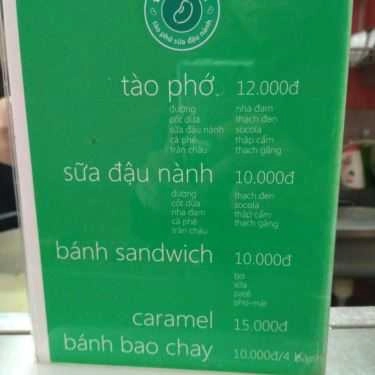 tào phớ sữa đậu nành
tào phớ 12.000đ
đường nha đam
cốt dừa thạch đen
sữa đậu nành socola
cà phê thập cẩm
trân châu thạch găng
sữa đậu nành 10.000đ
đường thạch đen
cốt dừa socola
nha đam thập cẩm
cà phê thạch găng
trân châu
bánh sandwich 10.000đ
bơ
sữa
patê
pho-mát
caramel 15.000đ
bánh bao chay 10.000đ/4 bánh